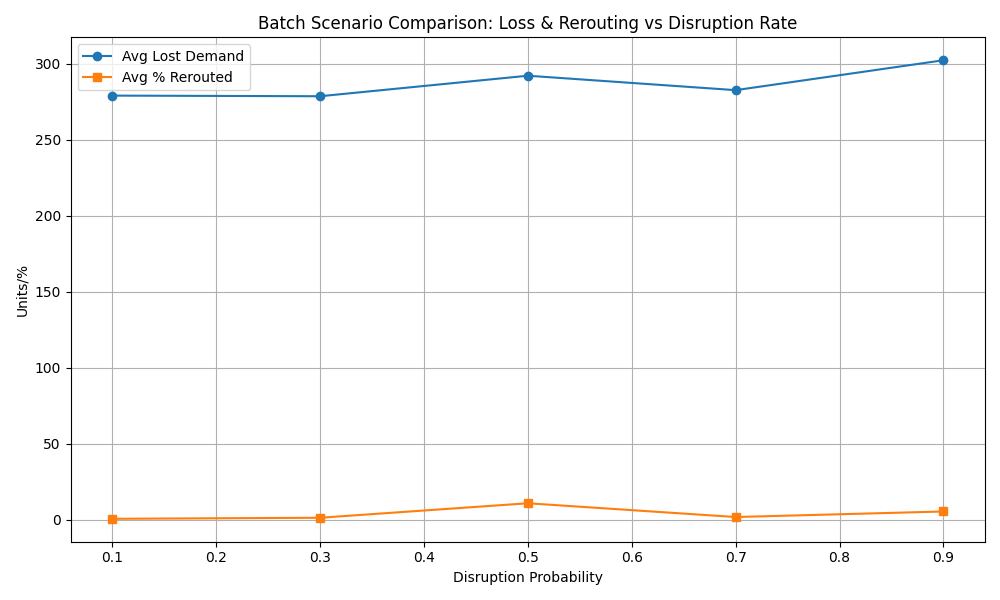 Batch Scenario Comparison: Loss & Rerouting vs Disruption Rate
Avg Lost Demand
Avg % Rerouted
300
250
200
150
100
50
0
Units/%
0.1 0.2 0.3 0.4 0.5 0.6 0.7 0.8 0.9
Disruption Probability